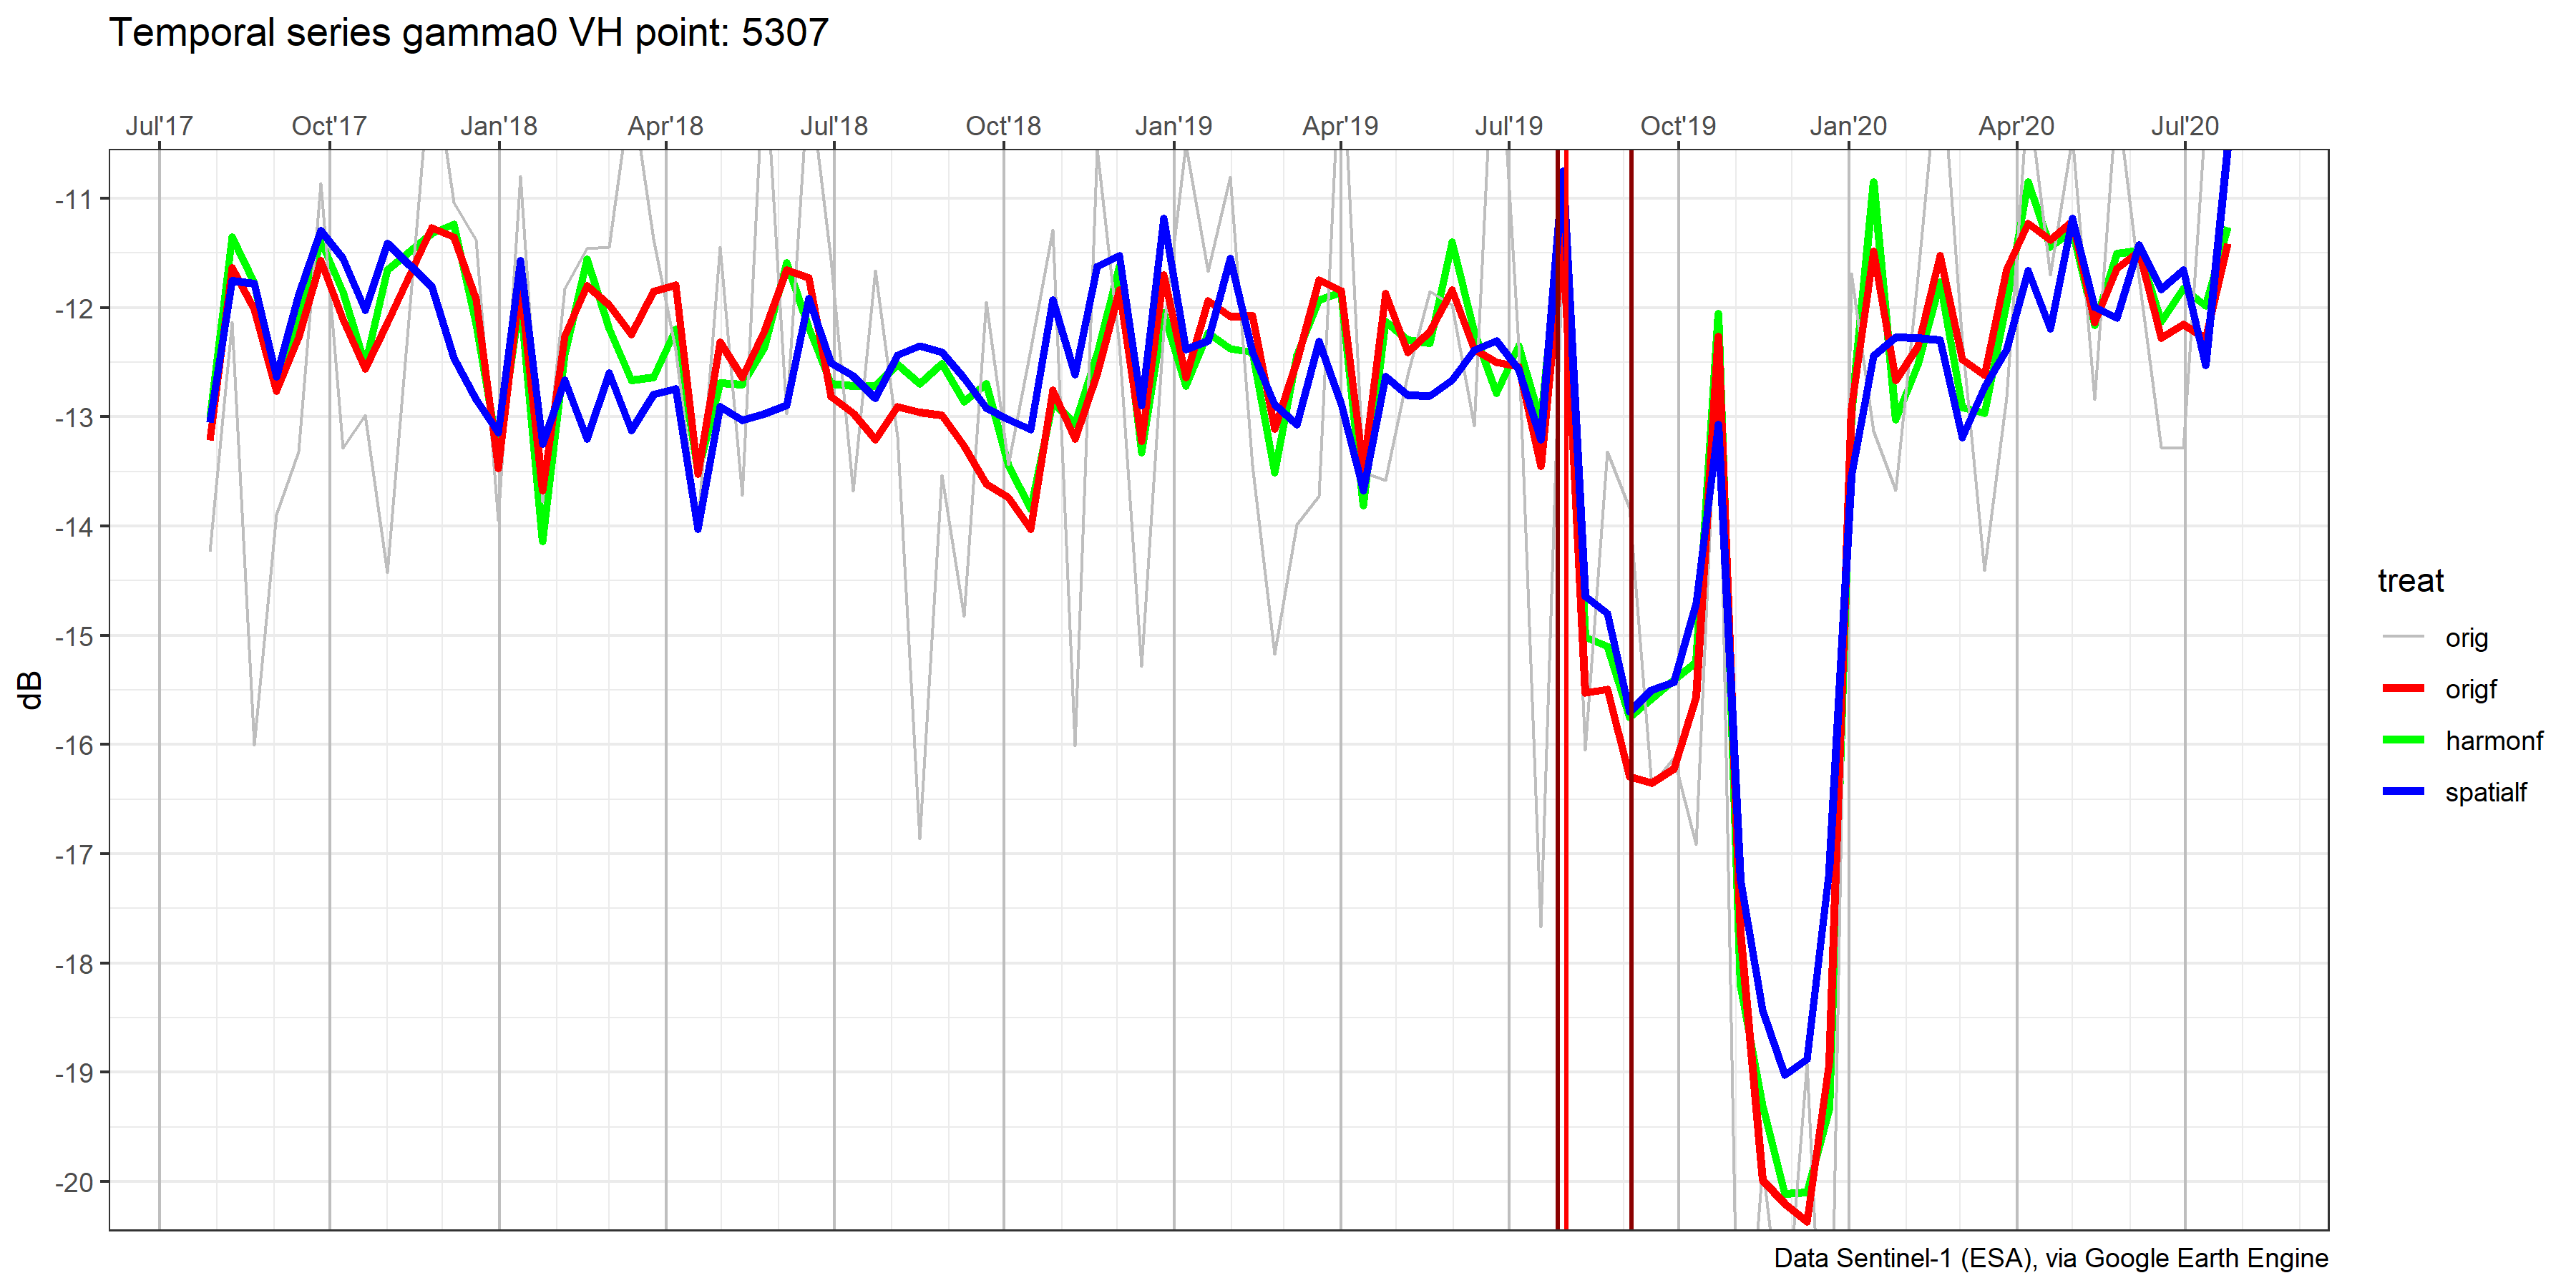 Temporal series gamma0 VH point: 5307
Jul'17 Oct'17 Jan'18 Apr'18 Jul'18 Oct'18 Jan'19 Apr'19 Jul'19 Oct'19 Jan'20 Apr'20 Jul'20
-11
-12
-13
-14
-15
-16
-17
-18
-19
-20
dB
treat
orig
origf
harmonf
spatialf
Data Sentinel-1 (ESA), via Google Earth Engine